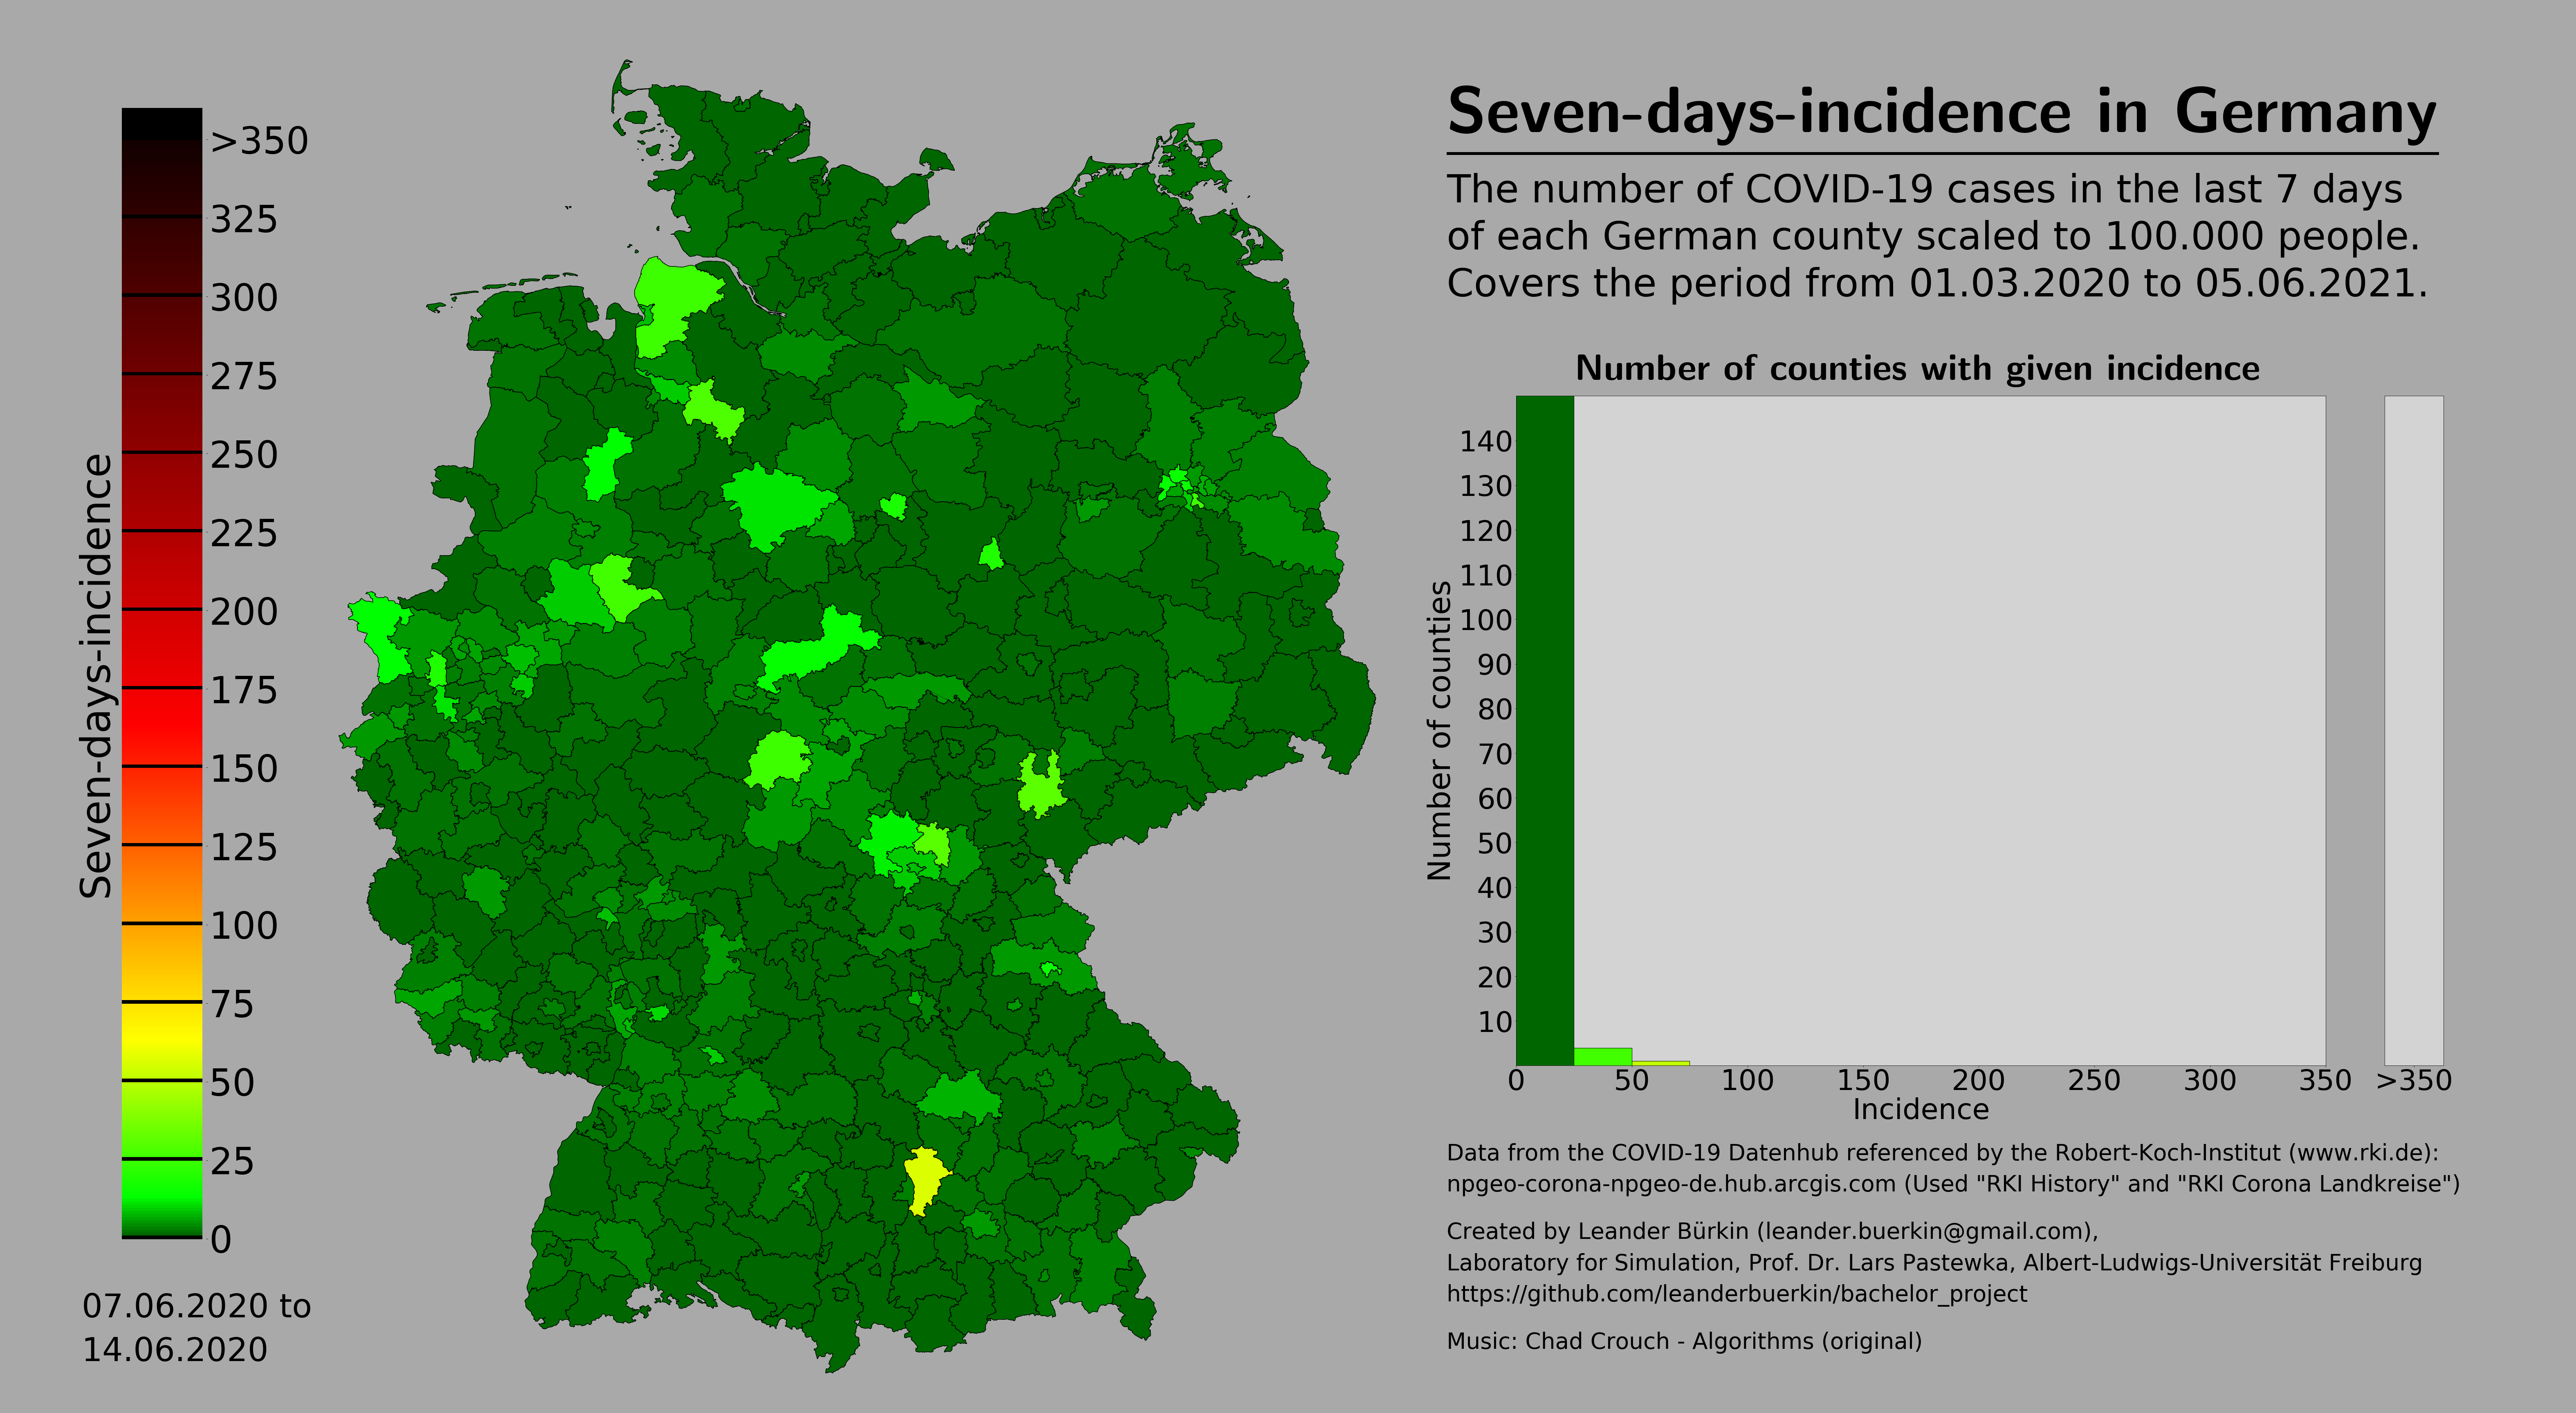 Seven-days-incidence in Germany
The number of COVID-19 cases in the last 7 days
of each German county scaled to 100.000 people.
Covers the period from 01.03.2020 to 05.06.2021.
Seven-days-incidence
>350
325
300
275
250
225
200
175
150
125
100
75
50
25
0
07.06.2020 to
14.06.2020
Number of counties with given incidence
Number of counties
140
130
120
110
100
90
80
70
60
50
40
30
20
10
0 50 100 150 200 250 300 350 >350
Incidence
Data from the COVID-19 Datenhub referenced by the Robert-Koch-Institut (www.rki.de):
npgeo-corona-npgeo-de.hub.arcgis.com (Used "RKI History" and "RKI Corona Landkreise")
Created by Leander Bürkin (leander.buerkin@gmail.com),
Laboratory for Simulation, Prof. Dr. Lars Pastewka, Albert-Ludwigs-Universität Freiburg
https://github.com/leanderbuerkin/bachelor_project
Music: Chad Crouch - Algorithms (original)